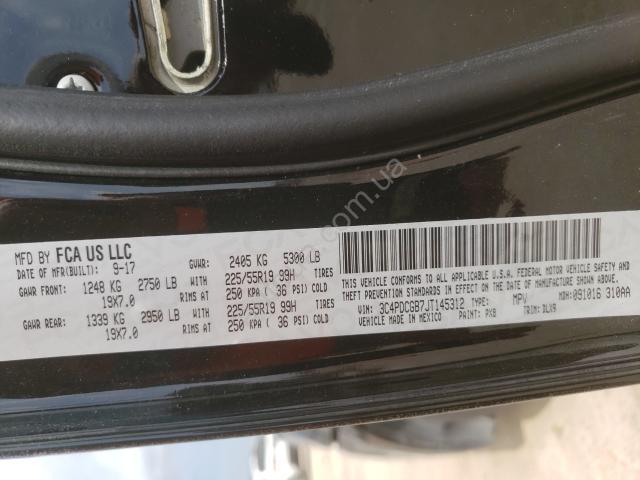 MFD BY FCA US LLC
DATE OF MFR(BUILT): 9-17 GVWR: 2405 KG 5300 LB
GAWR FRONT: 1248 KG 2750 LB 225/55R19 99H TIRES
19X7.0 RIMS AT 250 KPA( 36 PSI) COLD
GAWR REAR: 1339 KG 2950 LB 225/55R19 99H TIRES
19X7.0 RIMS AT 250 KPA( 36 PSI) COLD
THIS VEHICLE CONFORMS TO ALL APPLICABLE U.S.A. FEDERAL MOTOR VEHICLE SAFETY AND
THEFT PREVENTION STANDARDS IN EFFECT ON THE DATE OF MANUFACTURE SHOWN ABOVE.
VIN: 3C4PDCGB7JT145312 TYPE: MPV MDH:091016 310AA
VEHICLE MADE IN MEXICO PAINT: PXB TRIM: DLX9